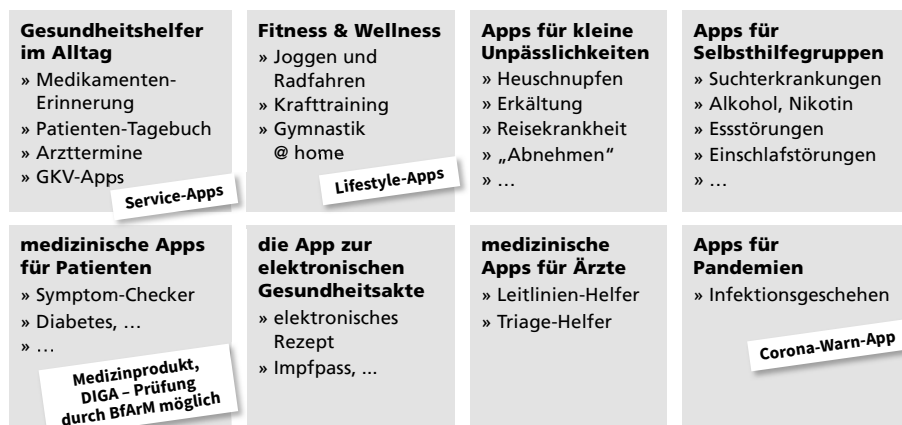 Gesundheitshelfer
im Alltag
» Medikamenten-
Erinnerung
» Patienten-Tagebuch
» Arzttermine
» GKV-Apps
Service-Apps
Fitness & Wellness
» Joggen und
Radfahren
» Krafttraining
» Gymnastik
@ home
Lifestyle-Apps
Apps für kleine
Unpässlichkeiten
» Heuschnupfen
» Erkältung
» Reisekrankheit
» „Abnehmen“
» …
Apps für
Selbsthilfegruppen
» Suchterkrankungen
» Alkohol, Nikotin
» Essstörungen
» Einschlafstörungen
» …
medizinische Apps
für Patienten
» Symptom-Checker
» Diabetes, …
» …
Medizinprodukt,
DIGA – Prüfung
durch BfArM möglich
die App zur
elektronischen
Gesundheitsakte
» elektronisches
Rezept
» Impfpass, ...
medizinische
Apps für Ärzte
» Leitlinien-Helfer
» Triage-Helfer
Apps für
Pandemien
» Infektionsgeschehen
Corona-Warn-App